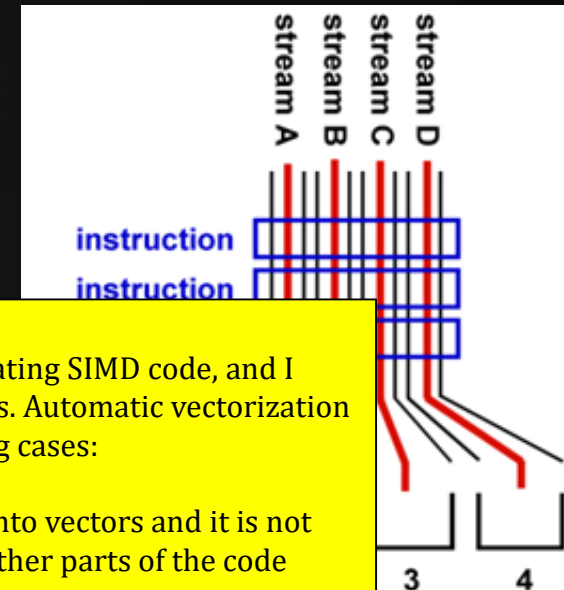 stream A
stream B
stream C
stream D
instruction
instruction
ating SIMD code, and I
s. Automatic vectorization
g cases:
nto vectors and it is not
ther parts of the code
3
4